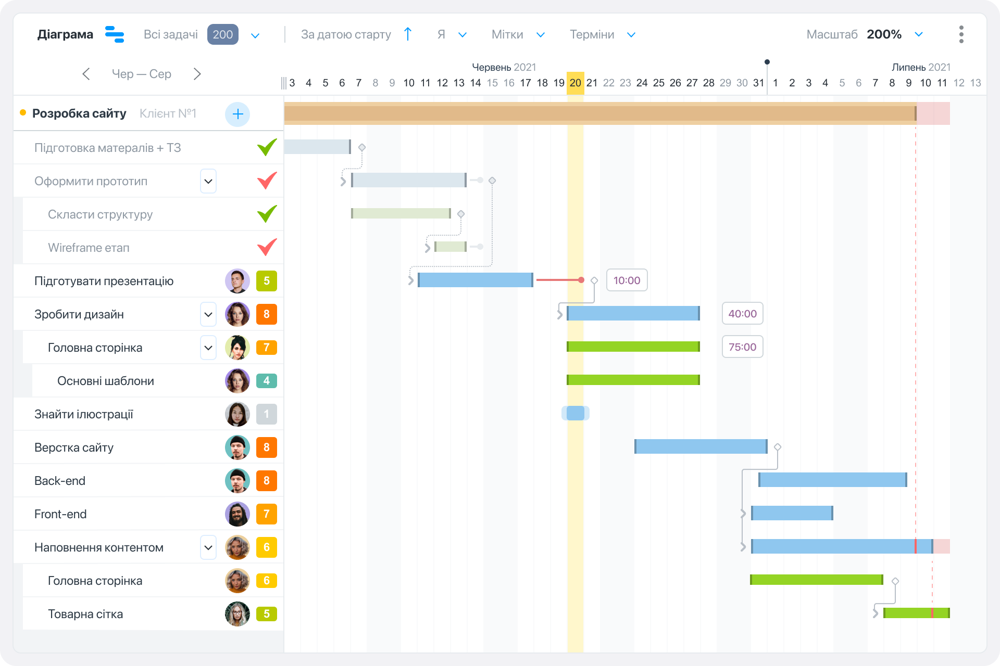 Діаграма Всі задачі 200 За датою старту Я Мітки Терміни Масштаб 200%
Чер — Сер
Червень 2021 Липень 2021
3 4 5 6 7 8 9 10 11 12 13 14 15 16 17 18 19 20 21 22 23 24 25 26 27 28 29 30 31 1 2 3 4 5 6 7 8 9 10 11 12 13
Розробка сайту Клієнт №1
Підготовка матералів + ТЗ
Оформити прототип
Скласти структуру
Wireframe етап
Підготувати презентацію 5 10:00
Зробити дизайн 8 40:00
Головна сторінка 7 75:00
Основні шаблони 4
Знайти ілюстрації 1
Верстка сайту 8
Back-end 8
Front-end 7
Наповнення контентом 6
Головна сторінка 6
Товарна сітка 5